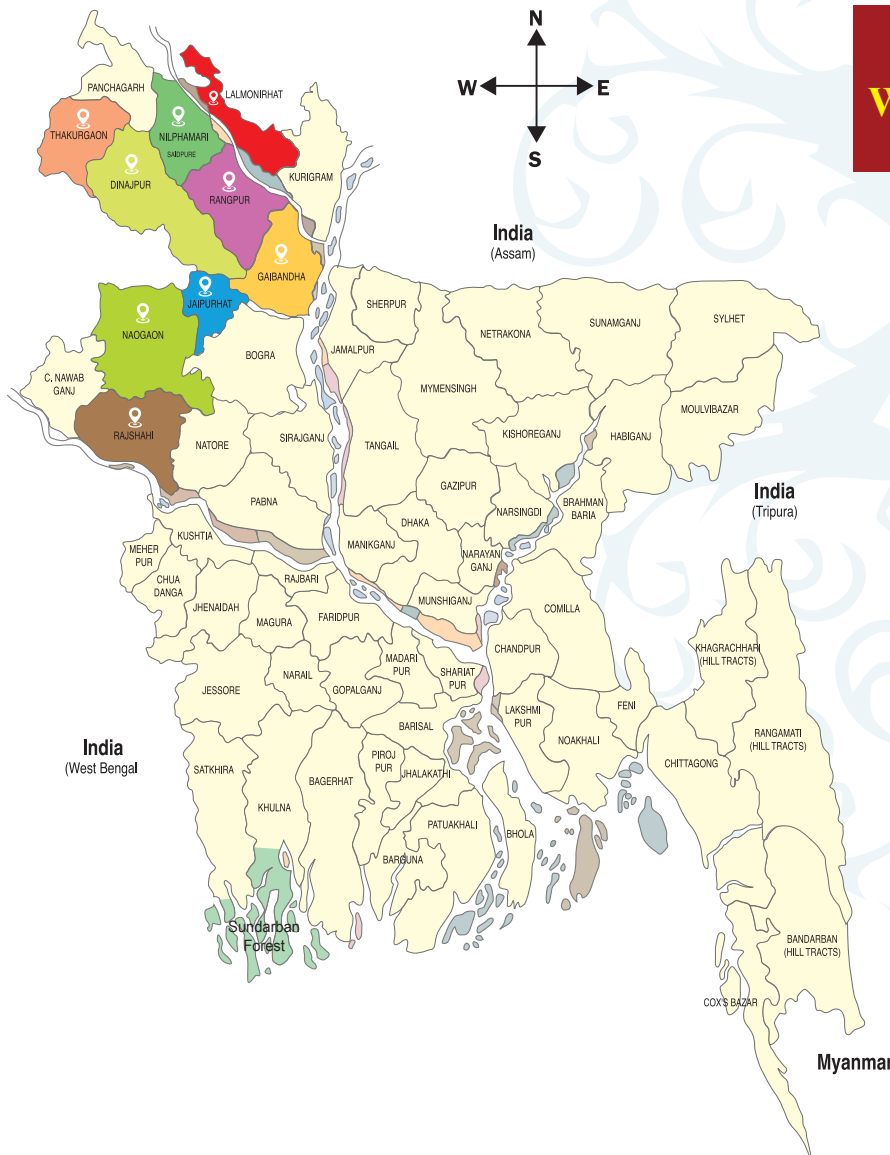 N
W
E
S
W
PANCHAGARH
LALMONIRHAT
THAKURGAON
NILPHAMARI
SAIDPURE
KURIGRAM
DINAJPUR
RANGPUR
India
(Assam)
GAIBANDHA
JAIPURHAT
NAOGAON
SHERPUR
NETRAKONA
SUNAMGANJ
SYLHET
BOGRA
JAMALPUR
C. NAWAB
GANJ
MYMENSINGH
MOULVIBAZAR
RAJSHAHI
NATORE
SIRAJGANJ
TANGAIL
KISHOREGANJ
HABIGANJ
GAZIPUR
India
(Tripura)
PABNA
NARSINGDI
BRAHMAN
BARIA
DHAKA
KUSHTIA
MANIKGANJ
MEHER
PUR
NARAYAN
GANJ
CHUA
DANGA
RAJBARI
JHENAIDAH
MUNSHIGANJ
COMILLA
MAGURA
FARIDPUR
CHANDPUR
KHAGRACHHARI
(HILL TRACTS)
MADARI
PUR
SHARIAT
PUR
JESSORE
NARAIL
GOPALGANJ
LAKSHMI
PUR
FENI
BARISAL
NOAKHALI
RANGAMATI
(HILL TRACTS)
India
(West Bengal
SATKHIRA
PIROJ
PUR
CHITTAGONG
JHALAKATHI
BAGERHAT
KHULNA
PATUAKHALI
BHOLA
BARGUNA
Sundarban
Forest
BANDARBAN
(HILL TRACTS)
COX'S BAZAR
Myanmar